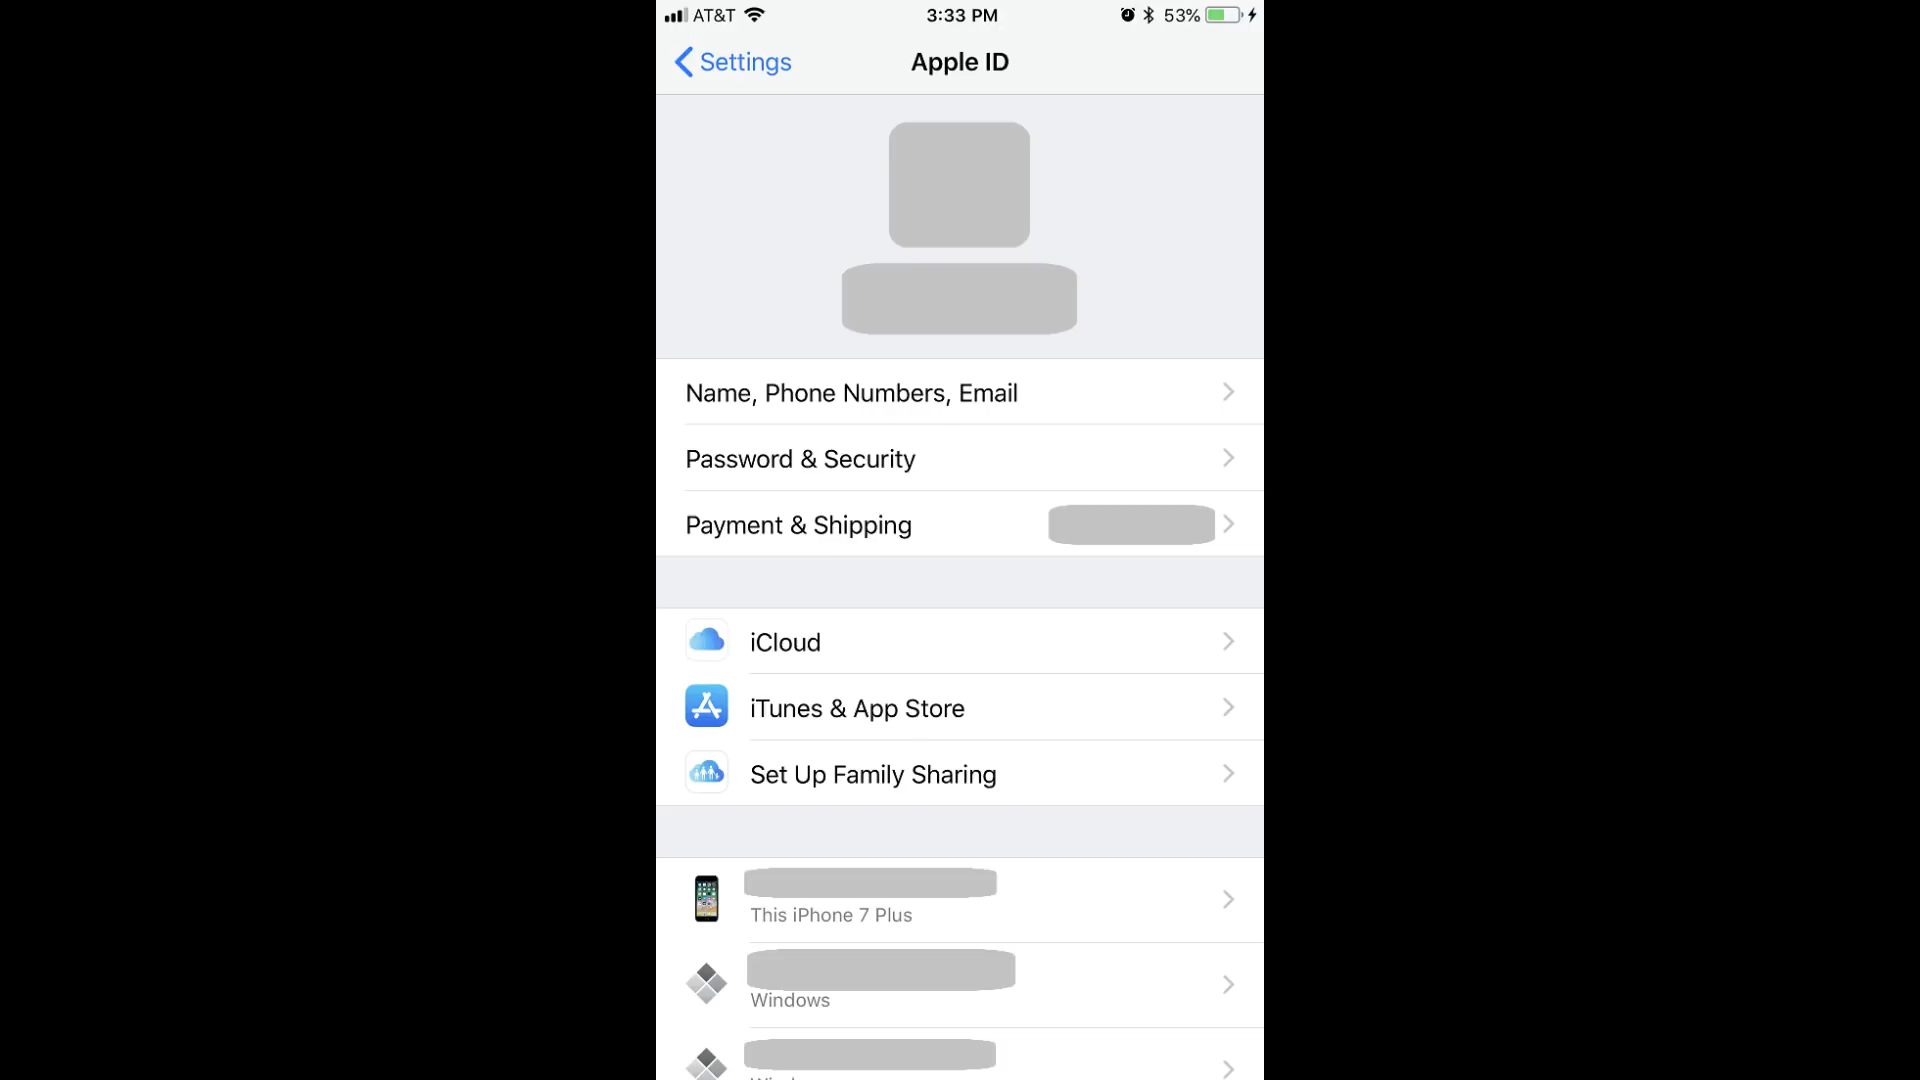 AT&T 3:33 PM 53%
Settings Apple ID
Name, Phone Numbers, Email
Password & Security
Payment & Shipping
iCloud
iTunes & App Store
Set Up Family Sharing
This iPhone 7 Plus
Windows